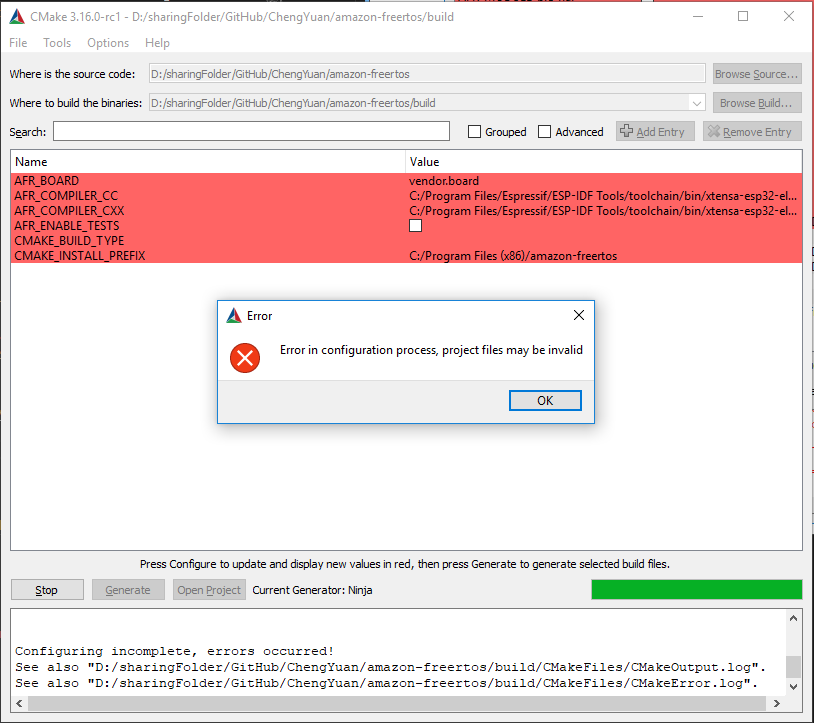 CMake 3.16.0-rc1 - D:/sharingFolder/GitHub/ChengYuan/amazon-freertos/build
File Tools Options Help
Where is the source code: D:/sharingFolder/GitHub/ChengYuan/amazon-freertos Browse Source...
Where to build the binaries: D:/sharingFolder/GitHub/ChengYuan/amazon-freertos/build Browse Build...
Search: Grouped Advanced Add Entry Remove Entry
Name Value
AFR_BOARD vendor.board
AFR_COMPILER_CC C:/Program Files/Espressif/ESP-IDF Tools/toolchain/bin/xtensa-esp32-el...
AFR_COMPILER_CXX C:/Program Files/Espressif/ESP-IDF Tools/toolchain/bin/xtensa-esp32-el...
AFR_ENABLE_TESTS
CMAKE_BUILD_TYPE
CMAKE_INSTALL_PREFIX C:/Program Files (x86)/amazon-freertos
Error
Error in configuration process, project files may be invalid
OK
Press Configure to update and display new values in red, then press Generate to generate selected build files.
Stop Generate Open Project Current Generator: Ninja
Configuring incomplete, errors occurred!
See also "D:/sharingFolder/GitHub/ChengYuan/amazon-freertos/build/CMakeFiles/CMakeOutput.log".
See also "D:/sharingFolder/GitHub/ChengYuan/amazon-freertos/build/CMakeFiles/CMakeError.log".